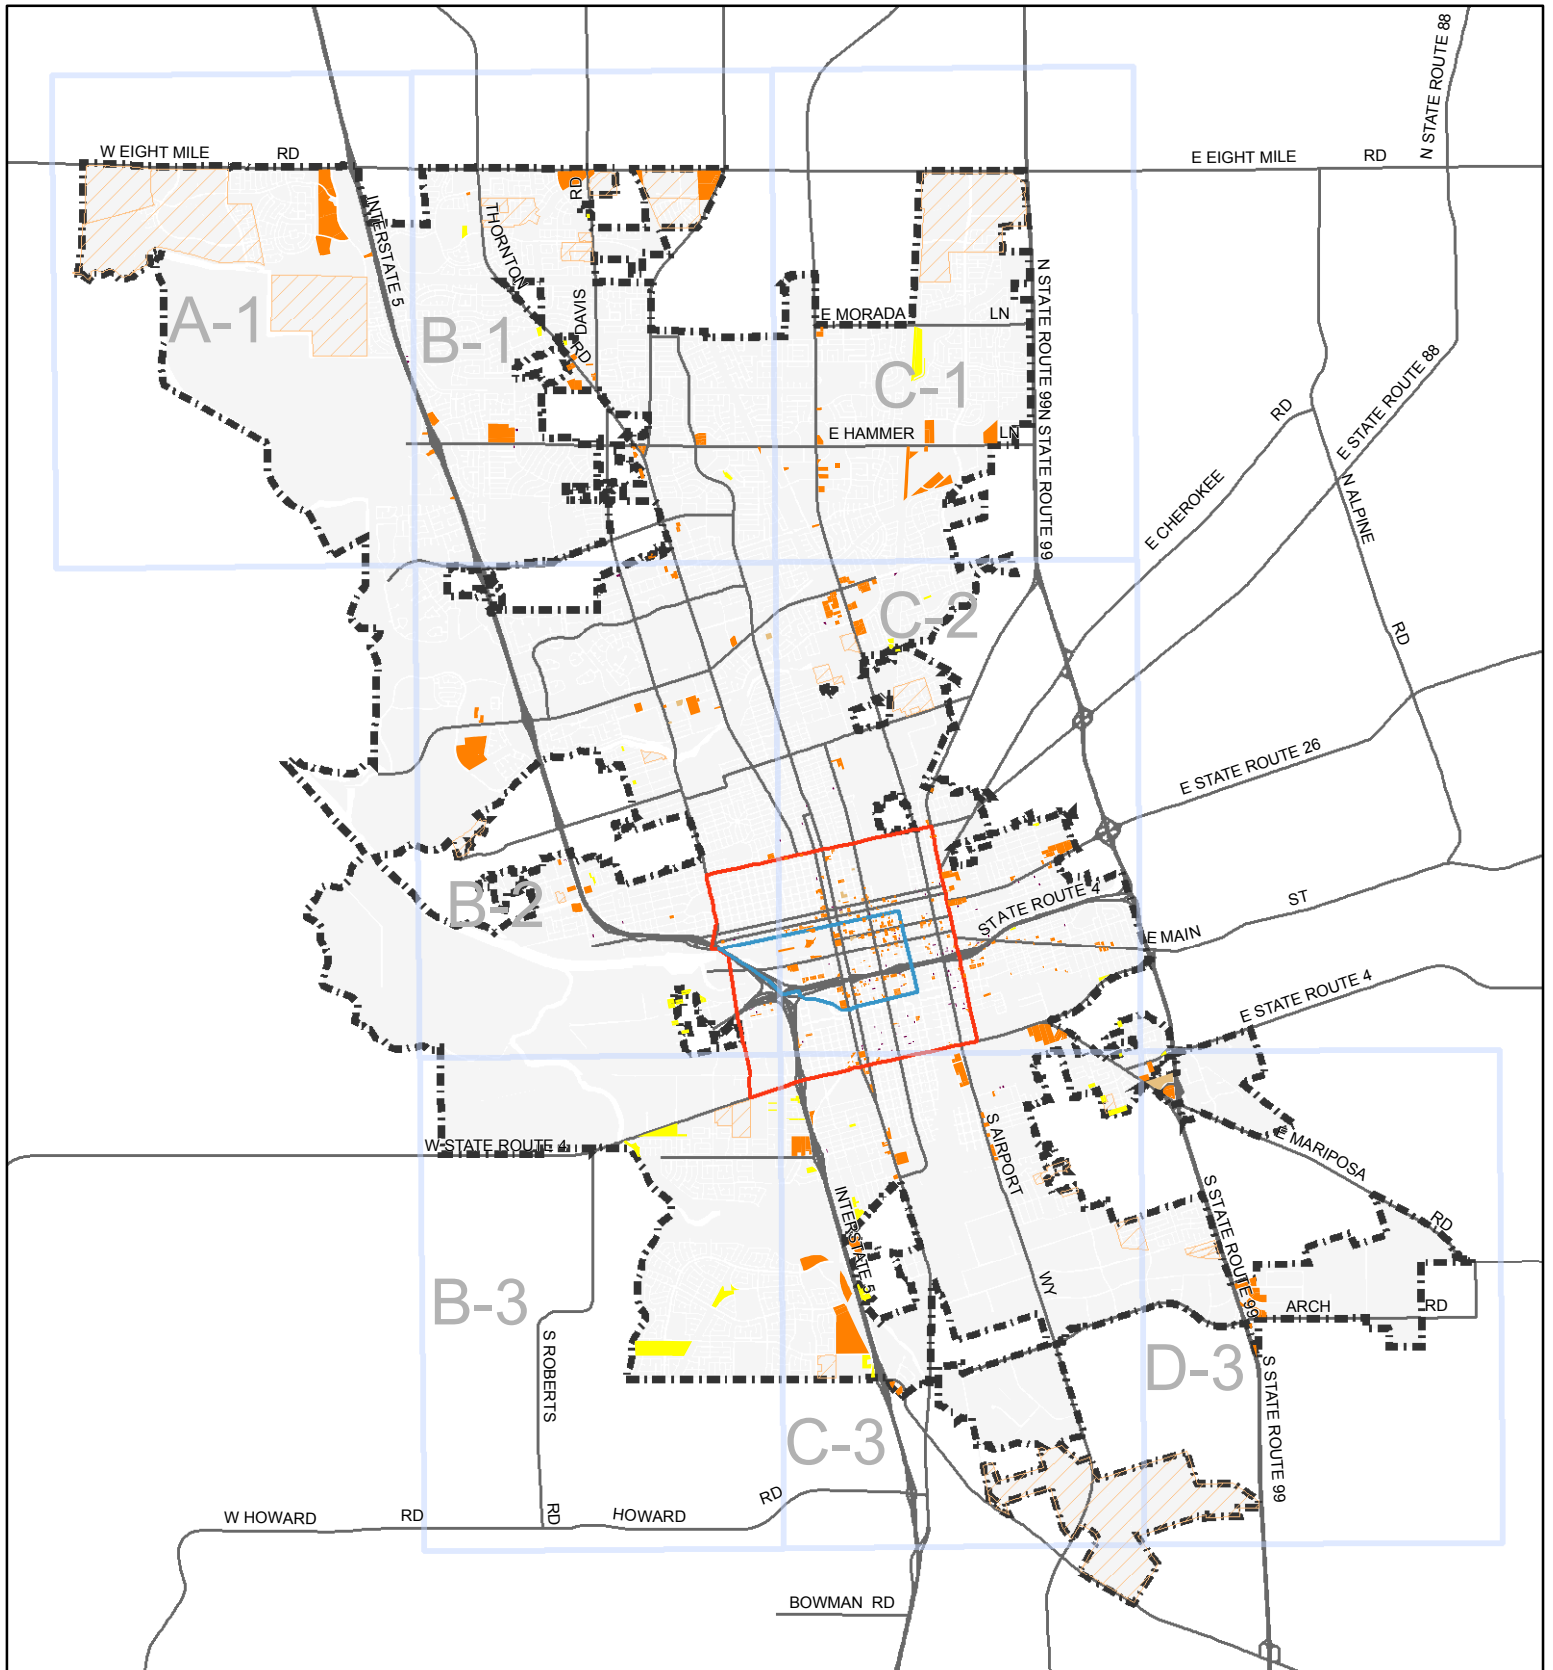 N STATE ROUTE 88
W EIGHT MILE RD
E EIGHT MILE RD
RD
INTERSTATE 5
THORNTON
RD
DAVIS
A-1
B-1
E MORADA LN
C-1
N STATE ROUTE 99
N STATE ROUTE 99
E HAMMER LN
RD
E STATE ROUTE 88
E CHEROKEE
N ALPINE
RD
C-2
E STATE ROUTE 26
B-2
STATE ROUTE 4
ST
E MAIN
E STATE ROUTE 4
W STATE ROUTE 4
S AIRPORT
WY
E MARIPOSA
RD
INTERSTATE 5
S STATE ROUTE 99
B-3
ARCH RD
S ROBERTS
RD
D-3
S STATE ROUTE 99
C-3
W HOWARD RD
HOWARD RD
BOWMAN RD